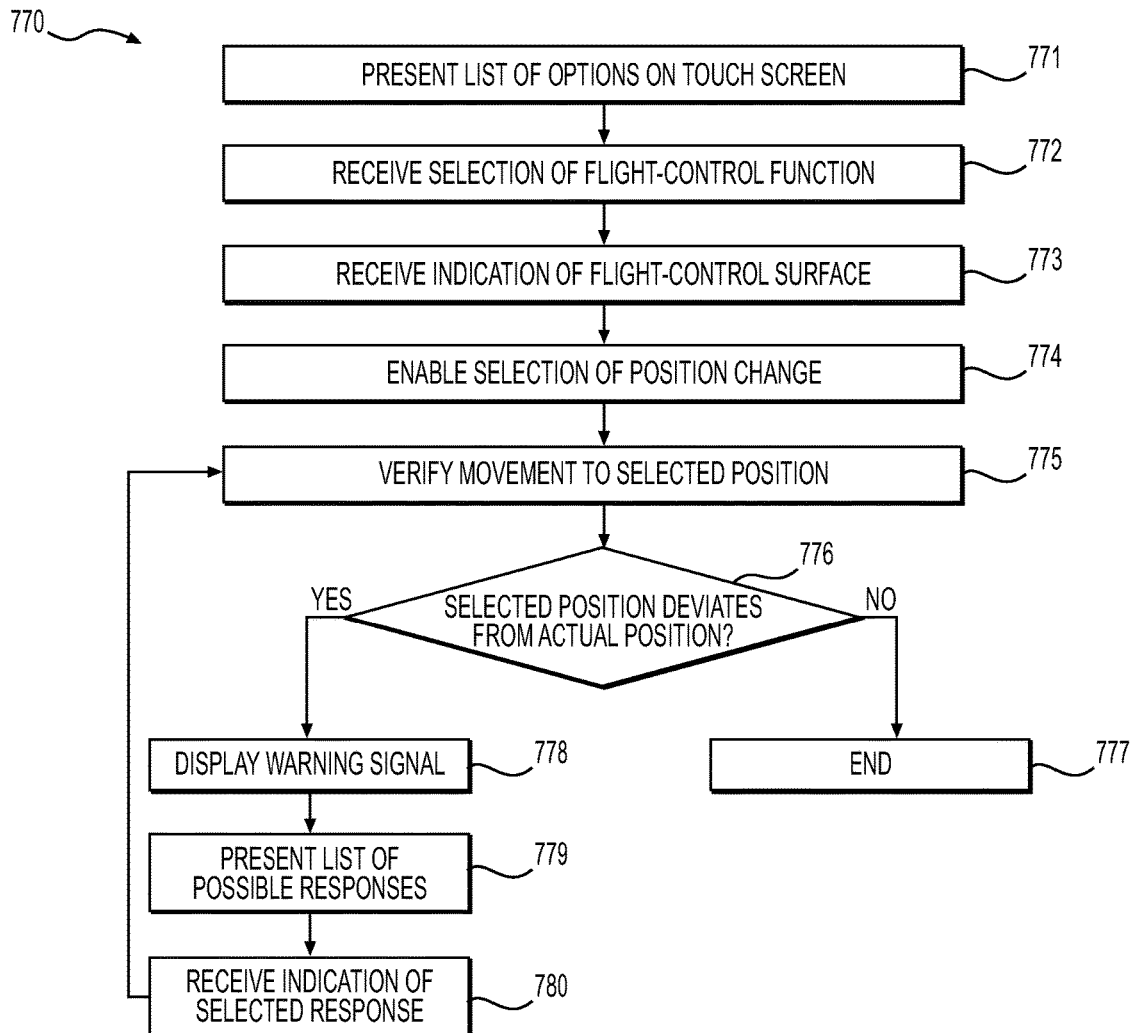 770
PRESENT LIST OF OPTIONS ON TOUCH SCREEN
771
RECEIVE SELECTION OF FLIGHT-CONTROL FUNCTION
772
RECEIVE INDICATION OF FLIGHT-CONTROL SURFACE
773
ENABLE SELECTION OF POSITION CHANGE
774
VERIFY MOVEMENT TO SELECTED POSITION
775
776
YES
SELECTED POSITION DEVIATES
FROM ACTUAL POSITION?
NO
DISPLAY WARNING SIGNAL
778
END
777
PRESENT LIST OF
POSSIBLE RESPONSES
779
RECEIVE INDICATION OF
SELECTED RESPONSE
780